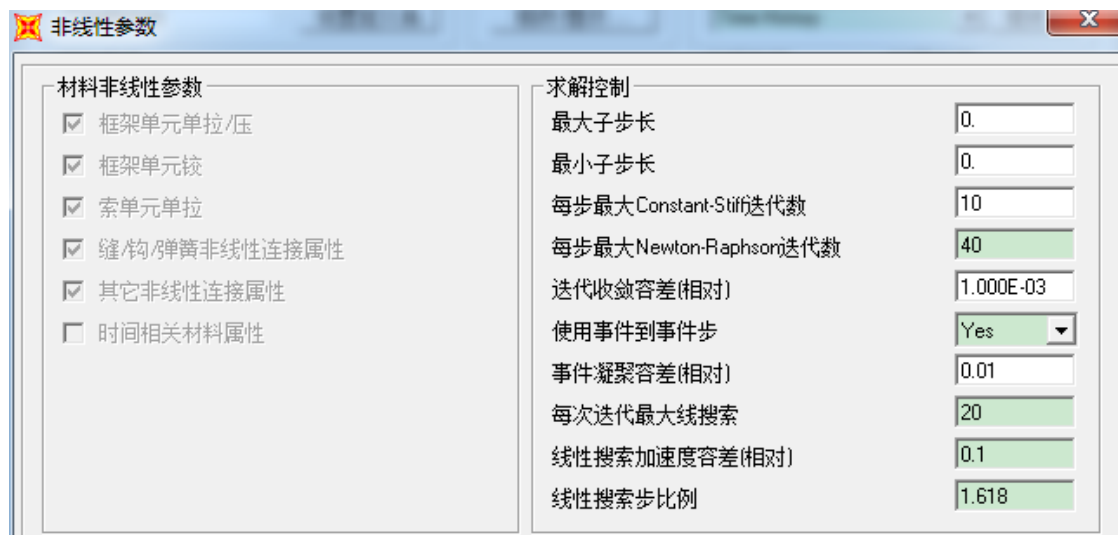 非线性参数
材料非线性参数
框架单元单拉/压
框架单元铰
索单元单拉
缝/钩/弹簧非线性连接属性
其它非线性连接属性
时间相关材料属性
求解控制
最大子步长 0.
最小子步长 0.
每步最大Constant-Stiff迭代数 10
每步最大Newton-Raphson迭代数 40
迭代收敛容差(相对) 1.000E-03
使用事件到事件步 Yes
事件凝聚容差(相对) 0.01
每次迭代最大线搜索 20
线性搜索加速度容差(相对) 0.1
线性搜索步比例 1.618